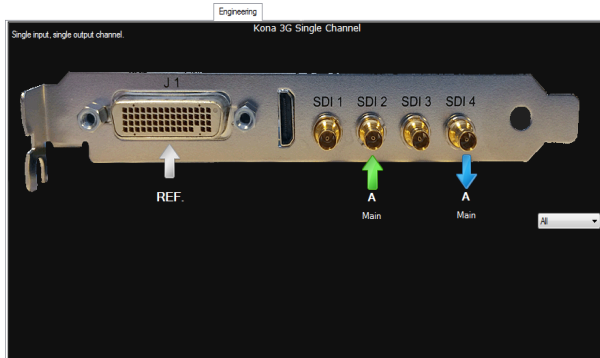 Engineering
Kona 3G Single Channel
Single input, single output channel.
J 1
SDI 1 SDI 2 SDI 3 SDI 4
REF.
A A
Main Main
All